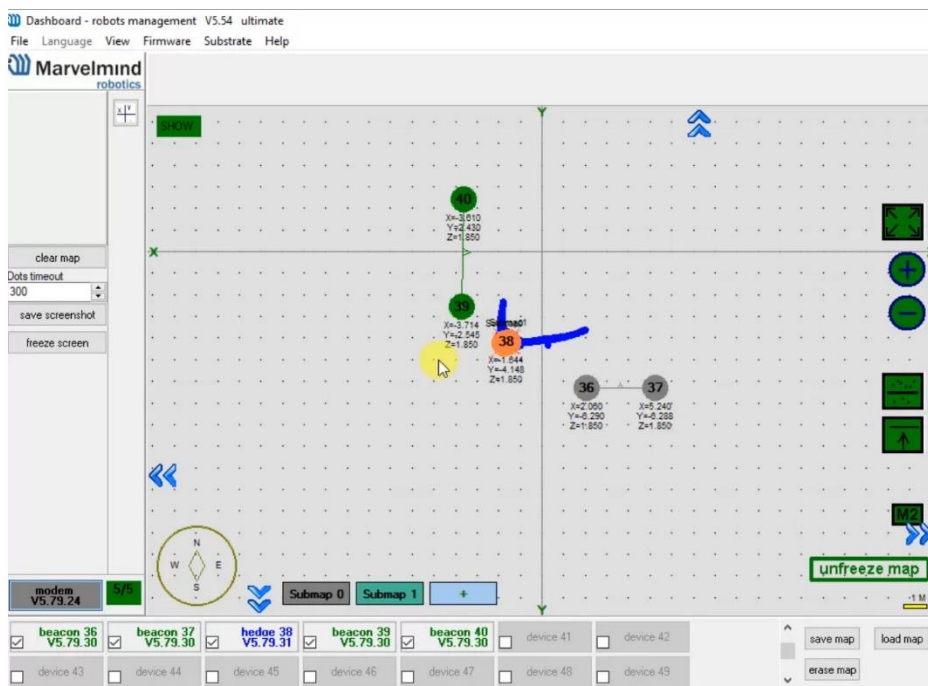 Dashboard - robots management V5.54 ultimate
File Language View Firmware Substrate Help
Marvelmind
robotics
x y
SHOW
Y
40
X=-3.610
Y=2.430
Z=1.850
X
clear map
Dots timeout
300
save screenshot
freeze screen
39
X=-3.714
Y=-2.545
Z=1.850
38
X=-1.644
Y=-4.148
Z=1.850
36
X=2.060
Y=-6.290
Z=1.850
37
X=5.240
Y=-6.288
Z=1.850
M2
N
W E
S
unfreeze map
modem
V5.79.24
5/5
Submap 0 Submap 1 +
Y
1 M
beacon 36
V5.79.30
beacon 37
V5.79.30
hedge 38
V5.79.31
beacon 39
V5.79.30
beacon 40
V5.79.30
device 41
device 42
save map
load map
device 43
device 44
device 45
device 46
device 47
device 48
device 49
erase map